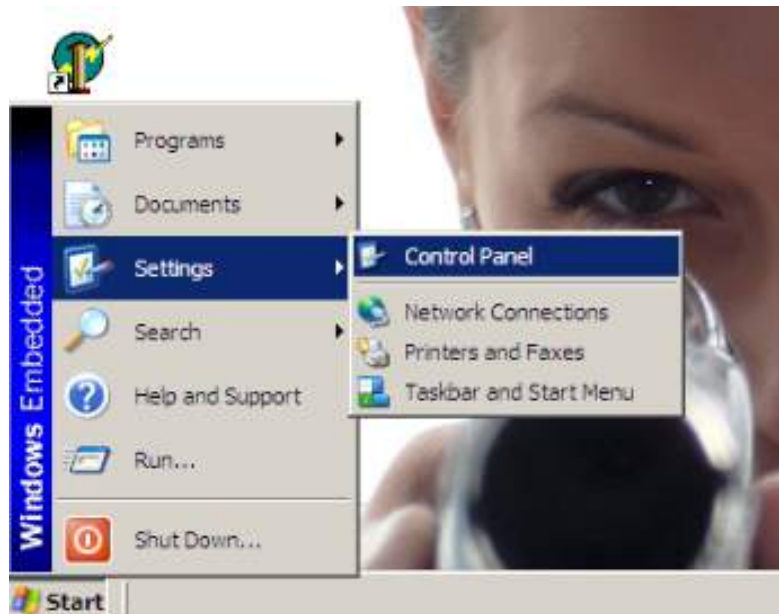 Programs
Documents
Settings
Search
Help and Support
Run...
Shut Down...
Control Panel
Network Connections
Printers and Faxes
Taskbar and Start Menu
Windows Embedded
Start